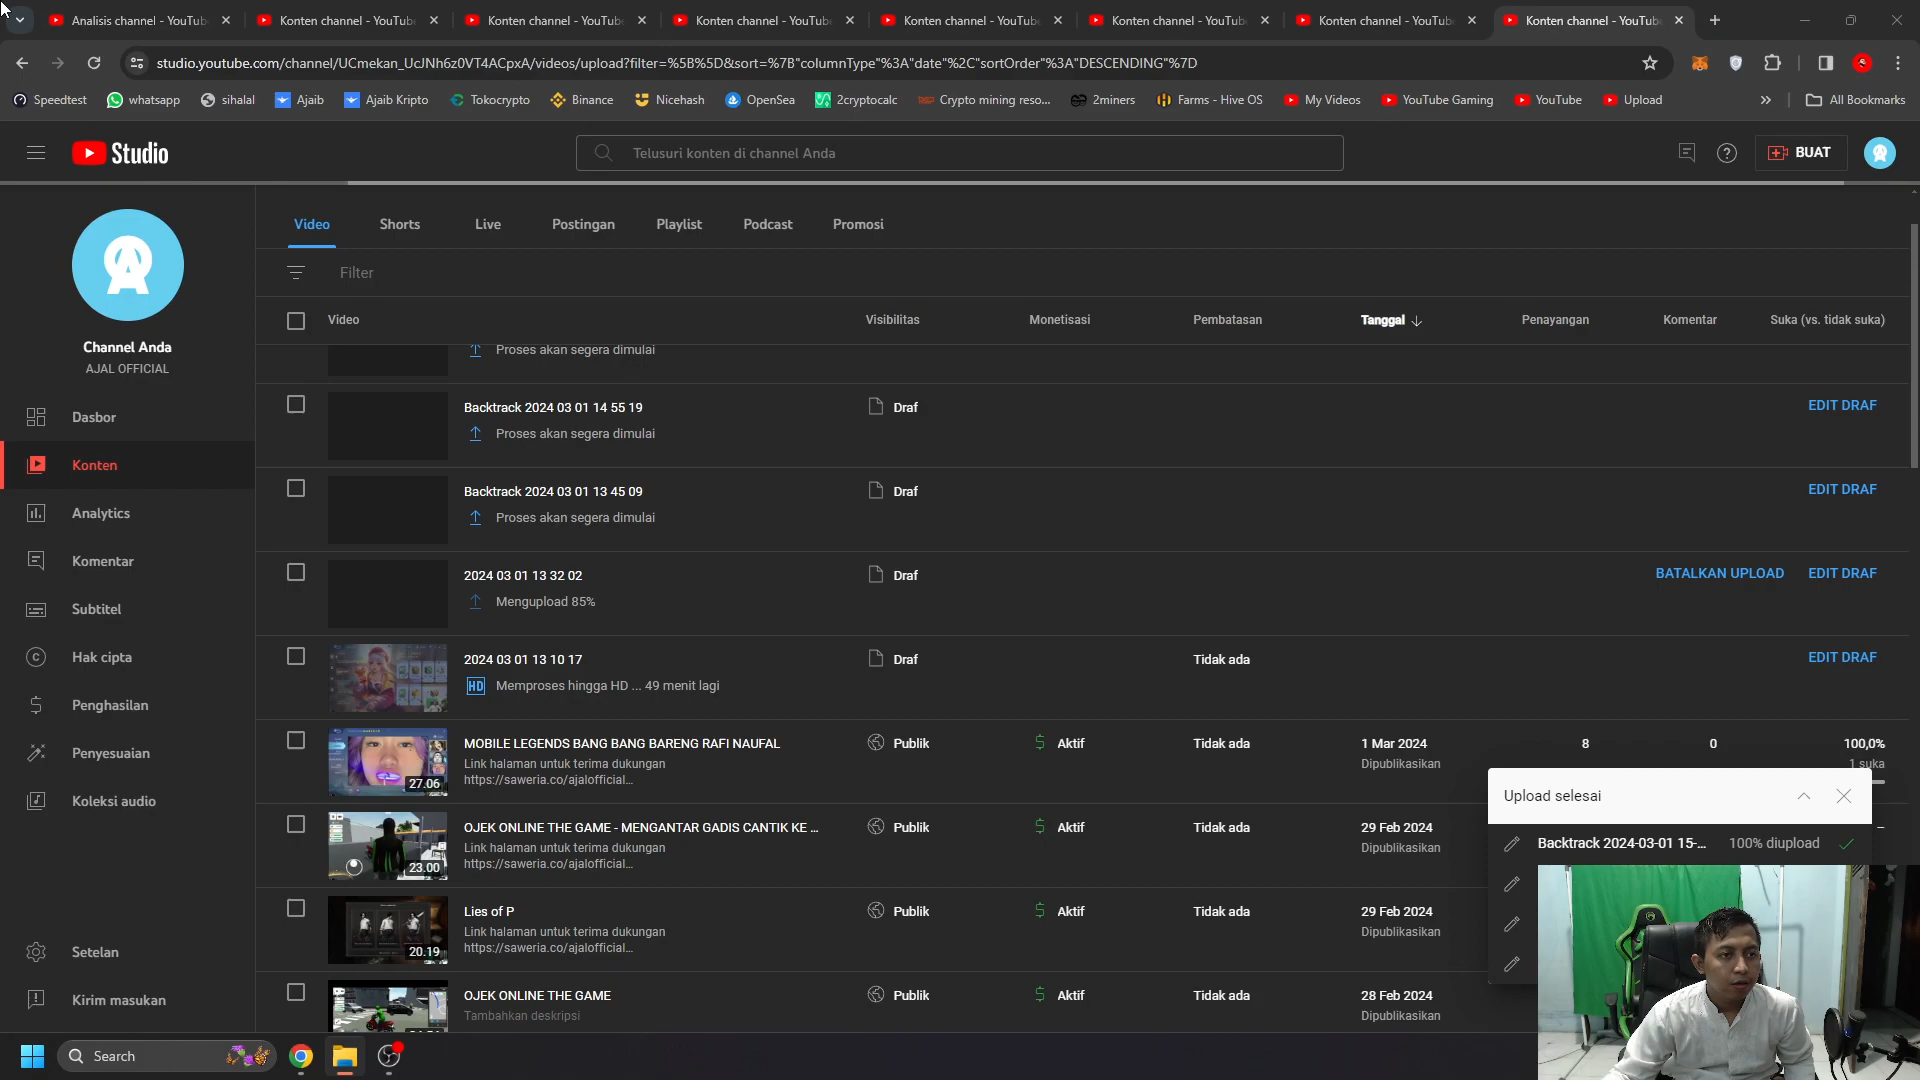 Analisis channel - YouTub
Konten channel - YouTube
Konten channel - YouTube
Konten channel - YouTube
Konten channel - YouTube
Konten channel - YouTube
Konten channel - YouTube
Konten channel - YouTube
studio.youtube.com/channel/UCmekan_UcJNh6z0VT4ACpxA/videos/upload?filter=%5B%5D&sort=%7B"columnType"%3A"date"%2C"sortOrder"%3A"DESCENDING"%7D
Speedtest
whatsapp
sihalal
Ajaib
Ajaib Kripto
Tokocrypto
Binance
Nicehash
OpenSea
2cryptocalc
Crypto mining reso...
2miners
Farms - Hive OS
My Videos
YouTube Gaming
YouTube
Upload
All Bookmarks
Studio
Telusuri konten di channel Anda
BUAT
Channel Anda
AJAL OFFICIAL
Dasbor
Konten
Analytics
Komentar
Subtitel
Hak cipta
Penghasilan
Penyesuaian
Koleksi audio
Setelan
Kirim masukan
Video Shorts Live Postingan Playlist Podcast Promosi
Filter
Video Visibilitas Monetisasi Pembatasan Tanggal Penayangan Komentar Suka (vs. tidak suka)
Proses akan segera dimulai
Backtrack 2024 03 01 14 55 19 Draf EDIT DRAF
Proses akan segera dimulai
Backtrack 2024 03 01 13 45 09 Draf EDIT DRAF
Proses akan segera dimulai
2024 03 01 13 32 02 Draf BATALKAN UPLOAD EDIT DRAF
Mengupload 85%
2024 03 01 13 10 17 Draf Tidak ada EDIT DRAF
HD Memproses hingga HD ... 49 menit lagi
MOBILE LEGENDS BANG BANG BARENG RAFI NAUFAL Publik Aktif Tidak ada 1 Mar 2024 8 0 100,0%
Link halaman untuk terima dukungan Dipublikasikan 1 suka
https://saweria.co/ajalofficial...
27.06
OJEK ONLINE THE GAME - MENGANTAR GADIS CANTIK KE ... Publik Aktif Tidak ada 29 Feb 2024 –
Link halaman untuk terima dukungan Dipublikasikan
https://saweria.co/ajalofficial...
23.00
Lies of P Publik Aktif Tidak ada 29 Feb 2024
Link halaman untuk terima dukungan Dipublikasikan
https://saweria.co/ajalofficial...
20.19
OJEK ONLINE THE GAME Publik Aktif Tidak ada 28 Feb 2024
Tambahkan deskripsi Dipublikasikan
Upload selesai
Backtrack 2024-03-01 15-... 100% diupload
Search